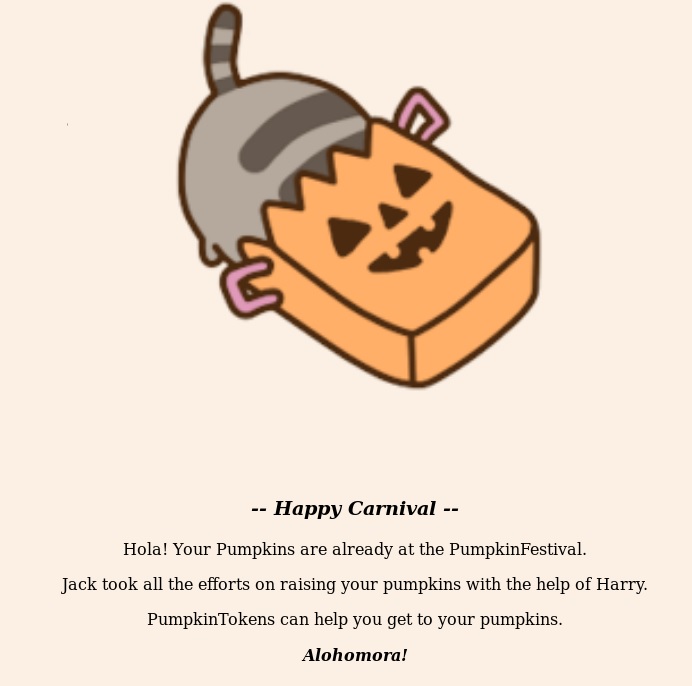 -- Happy Carnival --
Hola! Your Pumpkins are already at the PumpkinFestival.
Jack took all the efforts on raising your pumpkins with the help of Harry.
PumpkinTokens can help you get to your pumpkins.
Alohomora!